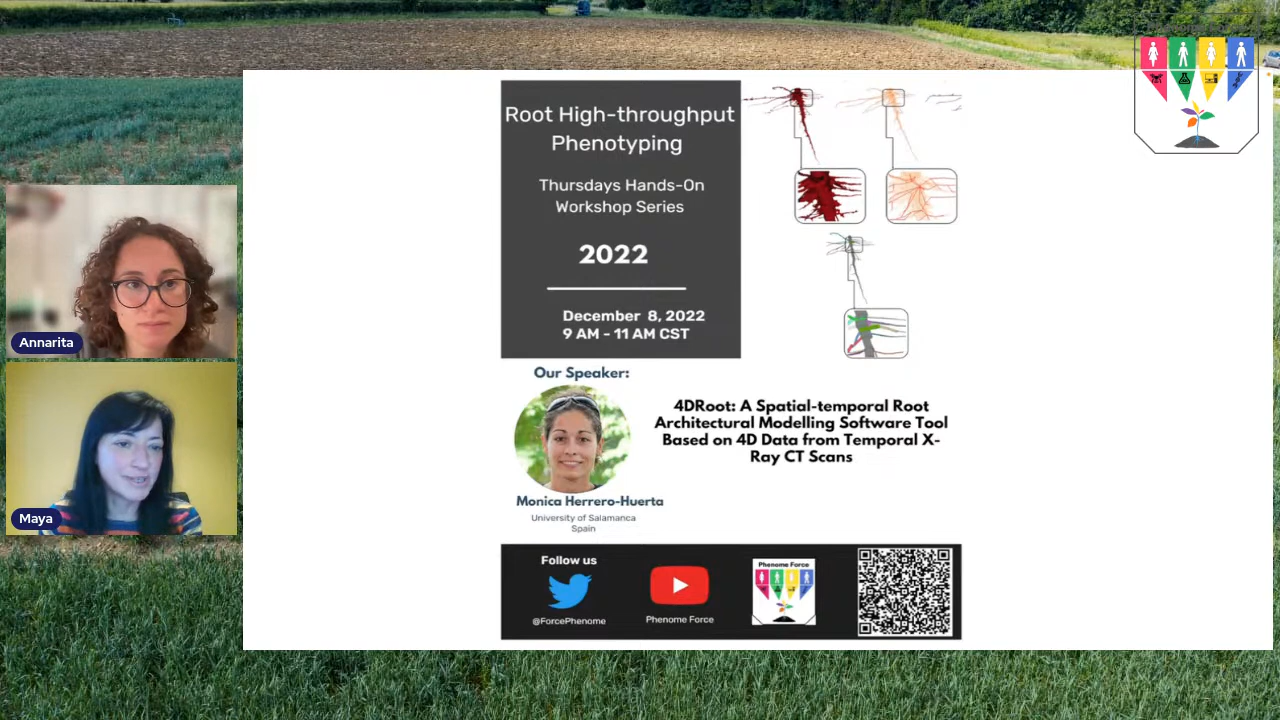 Root High-throughput
Phenotyping
Thursdays Hands-On
Workshop Series
2022
December 8, 2022
9 AM - 11 AM CST
Our Speaker:
Monica Herrero-Huerta
University of Salamanca
Spain
4DRoot: A Spatial-temporal Root
Architectural Modelling Software Tool
Based on 4D Data from Temporal X-
Ray CT Scans
Follow us
@ForcePhenome
Phenome Force
Phenome Force
Annarita
Maya